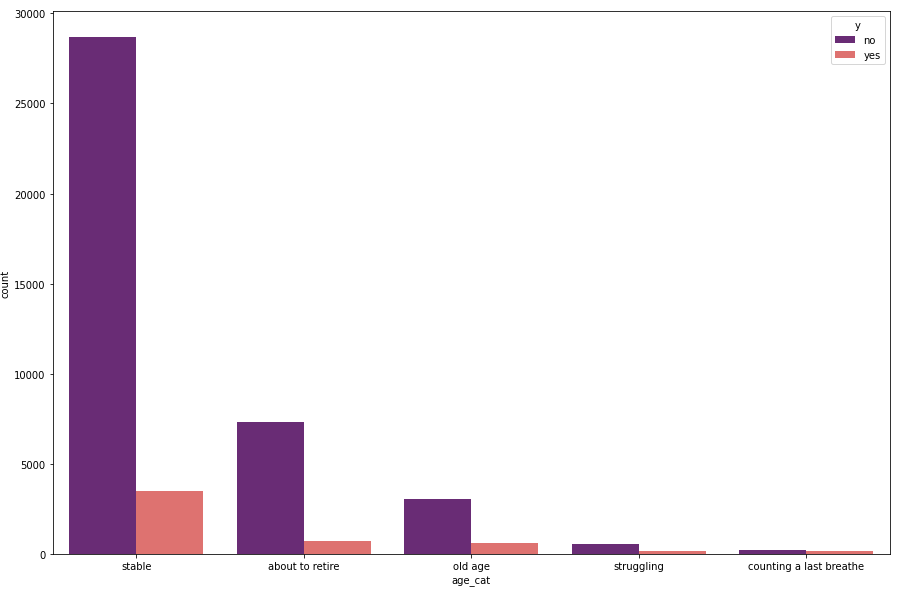 y
no
yes
30000
25000
20000
15000
10000
5000
0
count
stable
about to retire
old age
struggling
counting a last breathe
age_cat